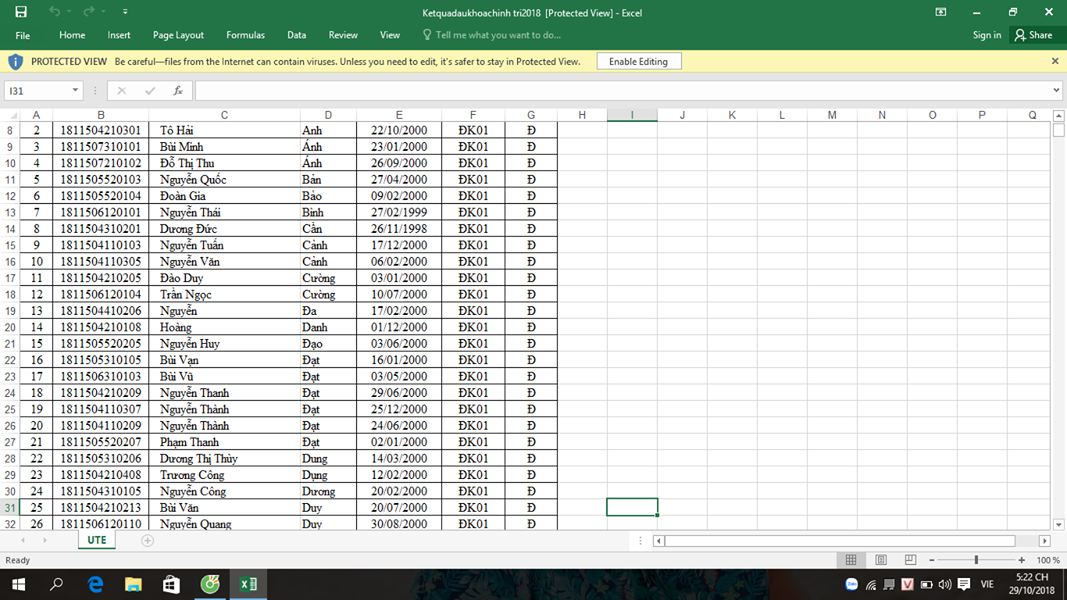 Ketquadaukhoachinh tri2018 [Protected View] - Excel
File Home Insert Page Layout Formulas Data Review View Tell me what you want to do... Sign in Share
PROTECTED VIEW Be careful—files from the Internet can contain viruses. Unless you need to edit, it's safer to stay in Protected View. Enable Editing
I31 fx
A B C D E F G H I J K L M N O P Q
8 2 1811504210301 Tô Hải Anh 22/10/2000 ĐK01 Đ
9 3 1811507310101 Bùi Minh Ánh 23/01/2000 ĐK01 Đ
10 4 1811507210102 Đỗ Thị Thu Ánh 26/09/2000 ĐK01 Đ
11 5 1811505520103 Nguyễn Quốc Bản 27/04/2000 ĐK01 Đ
12 6 1811505520104 Đoàn Gia Bảo 09/02/2000 ĐK01 Đ
13 7 1811506120101 Nguyễn Thái Bình 27/02/1999 ĐK01 Đ
14 8 1811504310201 Dương Đức Cần 26/11/1998 ĐK01 Đ
15 9 1811504110103 Nguyễn Tuấn Cảnh 17/12/2000 ĐK01 Đ
16 10 1811504110305 Nguyễn Văn Cảnh 06/02/2000 ĐK01 Đ
17 11 1811504210205 Đào Duy Cường 03/01/2000 ĐK01 Đ
18 12 1811506120104 Trần Ngọc Cường 10/07/2000 ĐK01 Đ
19 13 1811504410206 Nguyễn Đa 17/02/2000 ĐK01 Đ
20 14 1811504210108 Hoàng Danh 01/12/2000 ĐK01 Đ
21 15 1811505520205 Nguyễn Huy Đạo 03/06/2000 ĐK01 Đ
22 16 1811505310105 Bùi Vạn Đạt 16/01/2000 ĐK01 Đ
23 17 1811506310103 Bùi Vũ Đạt 03/05/2000 ĐK01 Đ
24 18 1811504210209 Nguyễn Thanh Đạt 29/06/2000 ĐK01 Đ
25 19 1811504110307 Nguyễn Thành Đạt 25/12/2000 ĐK01 Đ
26 20 1811504110209 Nguyễn Thành Đạt 24/06/2000 ĐK01 Đ
27 21 1811505520207 Phạm Thanh Đạt 02/01/2000 ĐK01 Đ
28 22 1811505310206 Dương Thị Thùy Dung 14/03/2000 ĐK01 Đ
29 23 1811504210408 Trương Công Dụng 12/02/2000 ĐK01 Đ
30 24 1811504310105 Nguyễn Công Dương 20/02/2000 ĐK01 Đ
31 25 1811504210213 Bùi Văn Duy 20/07/2000 ĐK01 Đ
32 26 1811506120110 Nguyễn Quang Duy 30/08/2000 ĐK01 Đ
UTE
Ready 100 %
VIE 5:22 CH
29/10/2018